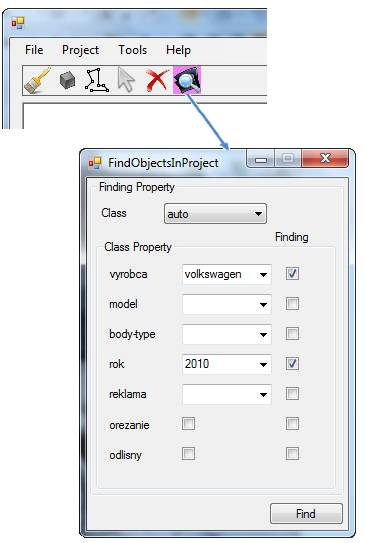 File Project Tools Help
FindObjectsInProject
Finding Property
Class auto
Finding
Class Property
vyrobca volkswagen
model
body-type
rok 2010
reklama
orezanie
odlisny
Find